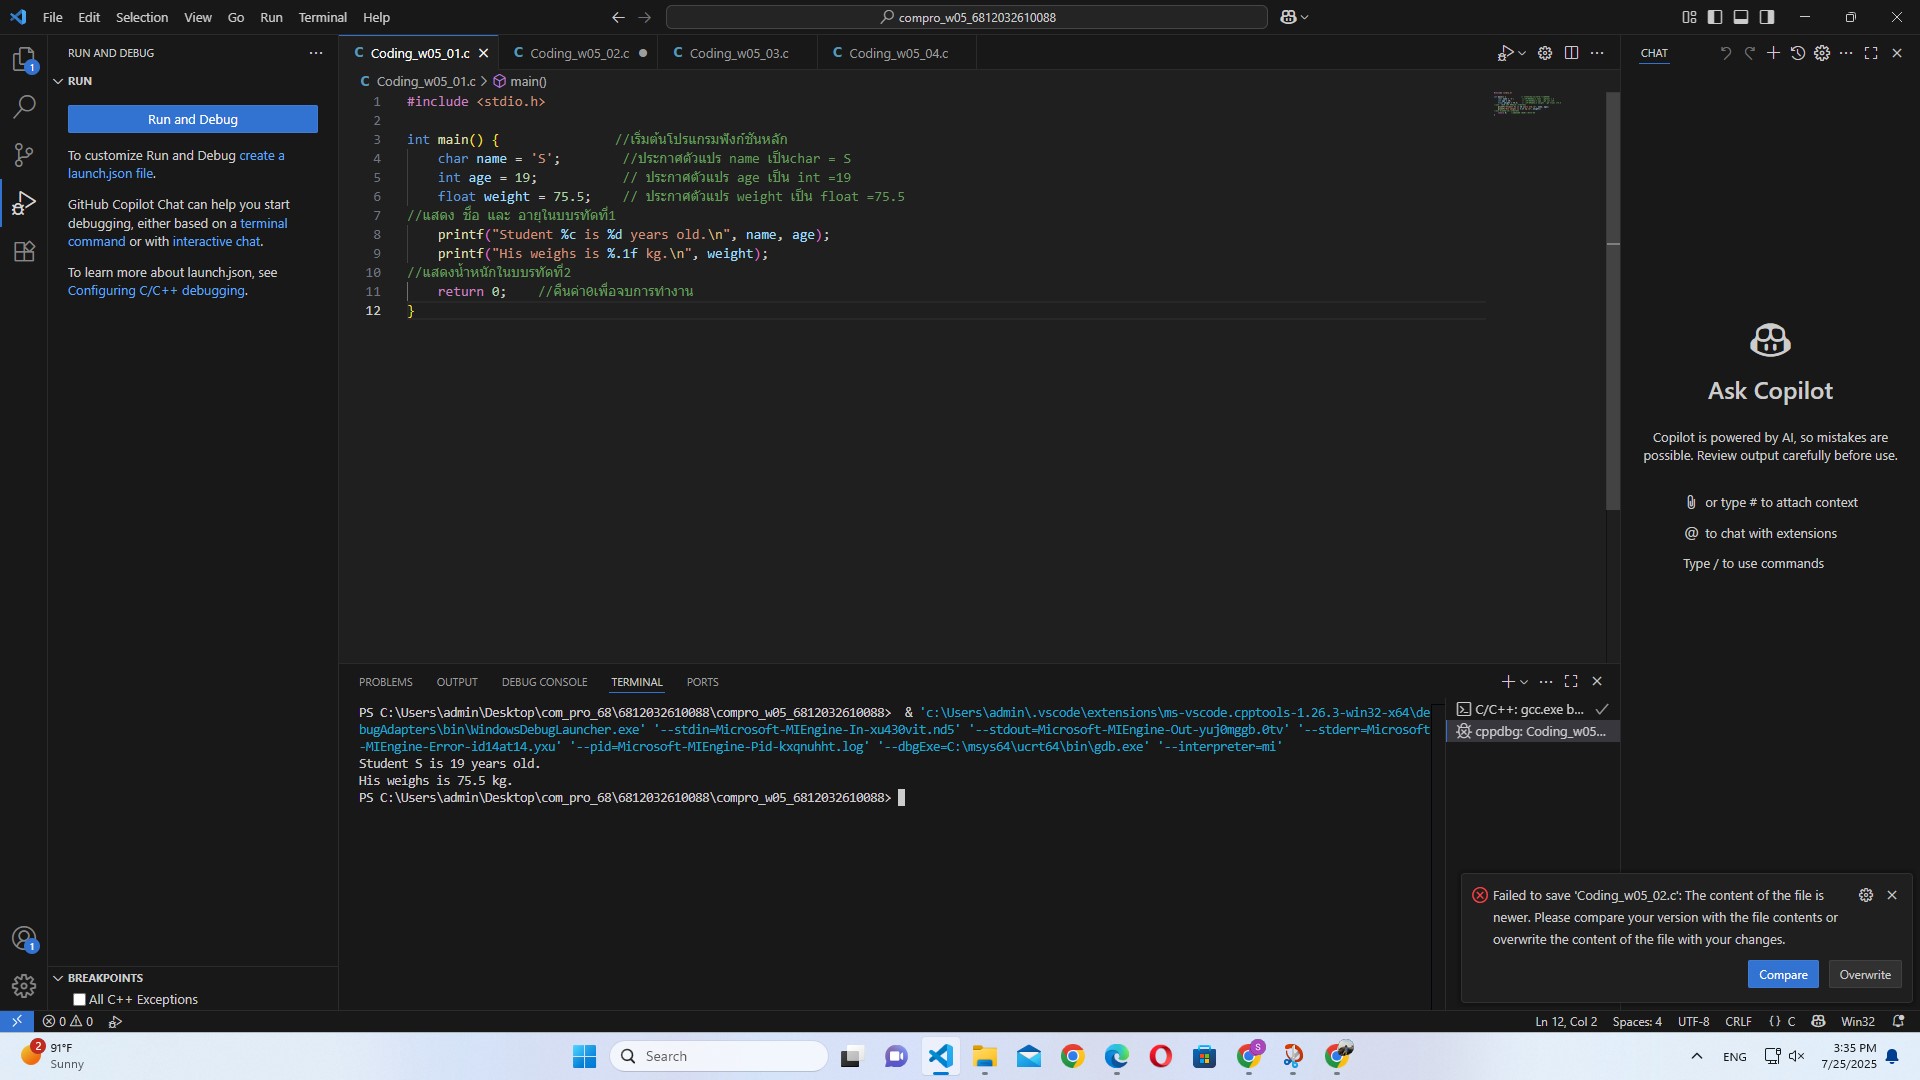 File Edit Selection View Go Run Terminal Help
compro_w05_6812032610088
RUN AND DEBUG
RUN
Run and Debug
To customize Run and Debug create a
launch.json file.
GitHub Copilot Chat can help you start
debugging, either based on a terminal
command or with interactive chat.
To learn more about launch.json, see
Configuring C/C++ debugging.
BREAKPOINTS
All C++ Exceptions
Coding_w05_01.c Coding_w05_02.c Coding_w05_03.c Coding_w05_04.c
Coding_w05_01.c > main()
1 #include <stdio.h>
2
3 int main() { //เริ่มต้นโปรแกรมฟังก์ชันหลัก
4 char name = 'S'; //ประกาศตัวแปร name เป็นchar = S
5 int age = 19; // ประกาศตัวแปร age เป็น int =19
6 float weight = 75.5; // ประกาศตัวแปร weight เป็น float =75.5
7 //แสดง ชื่อ และ อายุในบบรทัดที่1
8 printf("Student %c is %d years old.\n", name, age);
9 printf("His weighs is %.1f kg.\n", weight);
10 //แสดงน้ำหนักในบบรทัดที่2
11 return 0; //คืนค่า0เพื่อจบการทำงาน
12 }
PROBLEMS OUTPUT DEBUG CONSOLE TERMINAL PORTS
PS C:\Users\admin\Desktop\com_pro_68\6812032610088\compro_w05_6812032610088> & 'c:\Users\admin\.vscode\extensions\ms-vscode.cpptools-1.26.3-win32-x64\de
bugAdapters\bin\WindowsDebugLauncher.exe' '--stdin=Microsoft-MIEngine-In-xu430vit.nd5' '--stdout=Microsoft-MIEngine-Out-yuj0mggb.0tv' '--stderr=Microsoft
-MIEngine-Error-id14at14.yxu' '--pid=Microsoft-MIEngine-Pid-kxqnuhht.log' '--dbgExe=C:\msys64\ucrt64\bin\gdb.exe' '--interpreter=mi'
Student S is 19 years old.
His weighs is 75.5 kg.
PS C:\Users\admin\Desktop\com_pro_68\6812032610088\compro_w05_6812032610088>
C/C++: gcc.exe b...
cppdbg: Coding_w05...
CHAT
Ask Copilot
Copilot is powered by AI, so mistakes are
possible. Review output carefully before use.
or type # to attach context
@ to chat with extensions
Type / to use commands
Failed to save 'Coding_w05_02.c': The content of the file is
newer. Please compare your version with the file contents or
overwrite the content of the file with your changes.
Compare Overwrite
1
1
0 0
Ln 12, Col 2 Spaces: 4 UTF-8 CRLF {} C Win32
2
91°F
Sunny
Search
S
ENG
3:35 PM
7/25/2025